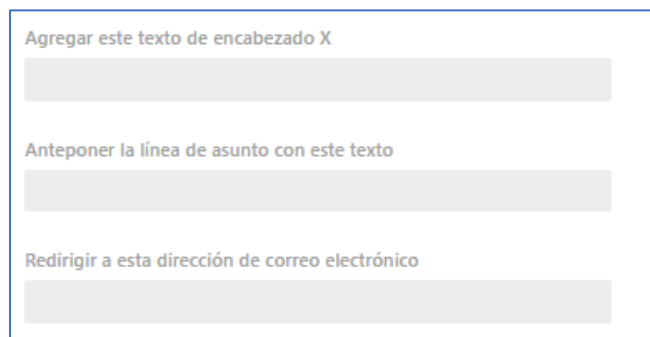 Agregar este texto de encabezado X
Anteponer la línea de asunto con este texto
Redirigir a esta dirección de correo electrónico